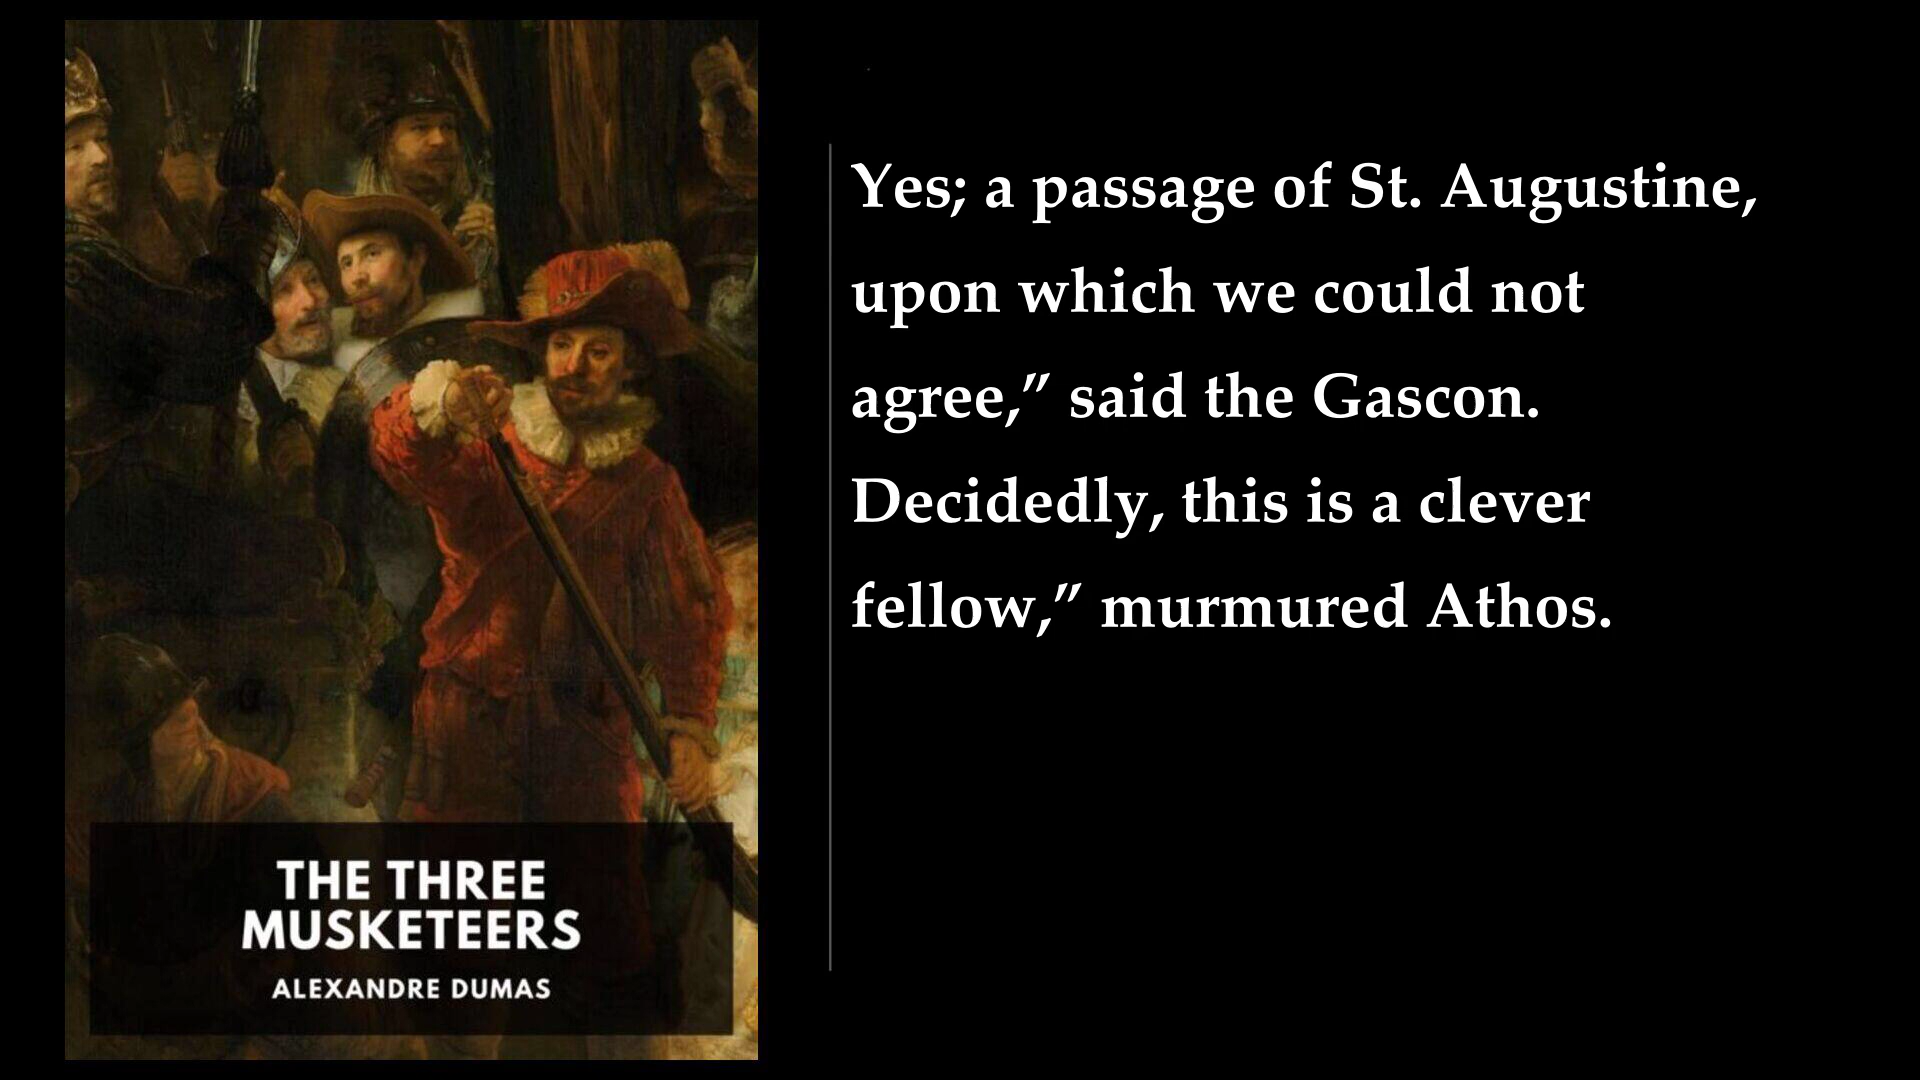 THE THREE
MUSKETEERS
ALEXANDRE DUMAS
Yes; a passage of St. Augustine,
upon which we could not
agree,” said the Gascon.
Decidedly, this is a clever
fellow,” murmured Athos.